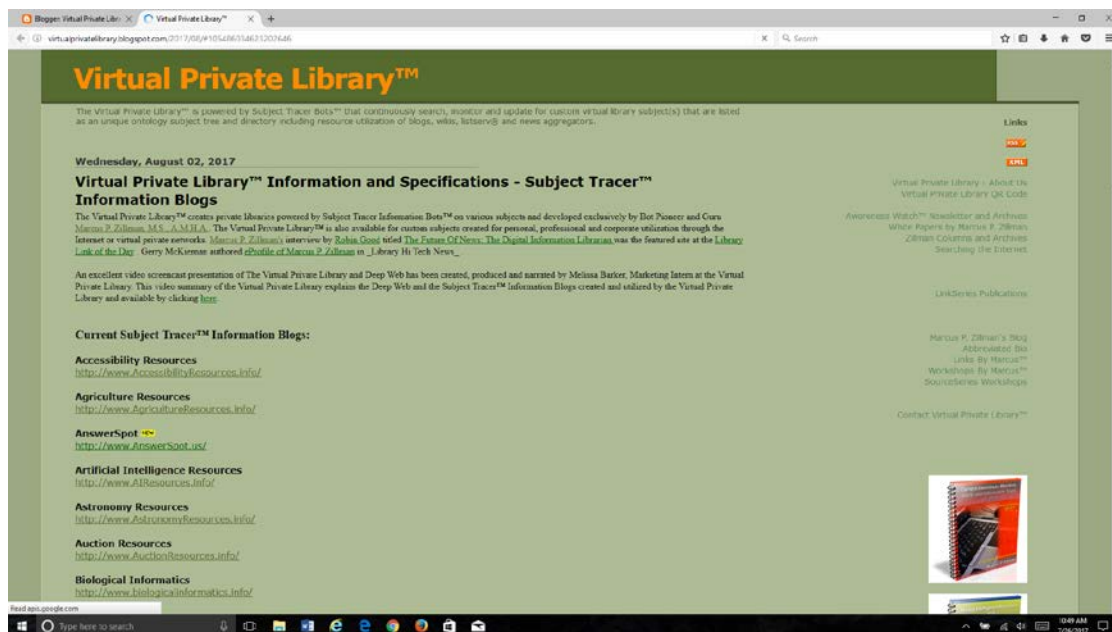 Blogger: Virtual Private Libr
Virtual Private Library™
virtualprivatelibrary.blogspot.com/2017/08/#105486354621202646
Search
Virtual Private Library™
The Virtual Private Library™ is powered by Subject Tracer Bots™ that continuously search, monitor and update for custom virtual library subject(s) that are listed
as an unique ontology subject tree and directory including resource utilization of blogs, wikis, listserv® and news aggregators.
Links
RSS
XML
Wednesday, August 02, 2017
Virtual Private Library™ Information and Specifications - Subject Tracer™
Information Blogs
The Virtual Private Library™ creates private libraries powered by Subject Tracer Information Bots™ on various subjects and developed exclusively by Bot Pioneer and Guru
Marcus P. Zillman, M.S., A.M.H.A.. The Virtual Private Library™ is also available for custom subjects created for personal, professional and corporate utilization through the
Internet or virtual private networks. Marcus P. Zillman's interview by Robin Good titled The Future Of News: The Digital Information Librarian was the featured site at the Library
Link of the Day. Gerry McKiernan authored eProfile of Marcus P. Zillman in _Library Hi Tech News_
An excellent video screencast presentation of The Virtual Private Library and Deep Web has been created, produced and narrated by Melissa Barker, Marketing Intern at the Virtual
Private Library. This video summary of the Virtual Private Library explains the Deep Web and the Subject Tracer™ Information Blogs created and utilized by the Virtual Private
Library and available by clicking here.
Current Subject Tracer™ Information Blogs:
Accessibility Resources
http://www.AccessibilityResources.info/
Agriculture Resources
http://www.AgricultureResources.info/
AnswerSpot
http://www.AnswerSpot.us/
Artificial Intelligence Resources
http://www.AIResources.info/
Astronomy Resources
http://www.AstronomyResources.info/
Auction Resources
http://www.AuctionResources.info/
Biological Informatics
http://www.biologicalinformatics.info/
Virtual Private Library - About Us
Virtual Private Library QR Code
Awareness Watch™ Newsletter and Archives
White Papers by Marcus P. Zillman
Zillman Columns and Archives
Searching the Internet
LinkSeries Publications
Marcus P. Zillman's Blog
Abbreviated Bio
Links By Marcus™
Workshops By Marcus™
SourceSeries Workshops
Contact Virtual Private Library™
Read apis.google.com
Type here to search
10:49 AM
7/26/2017